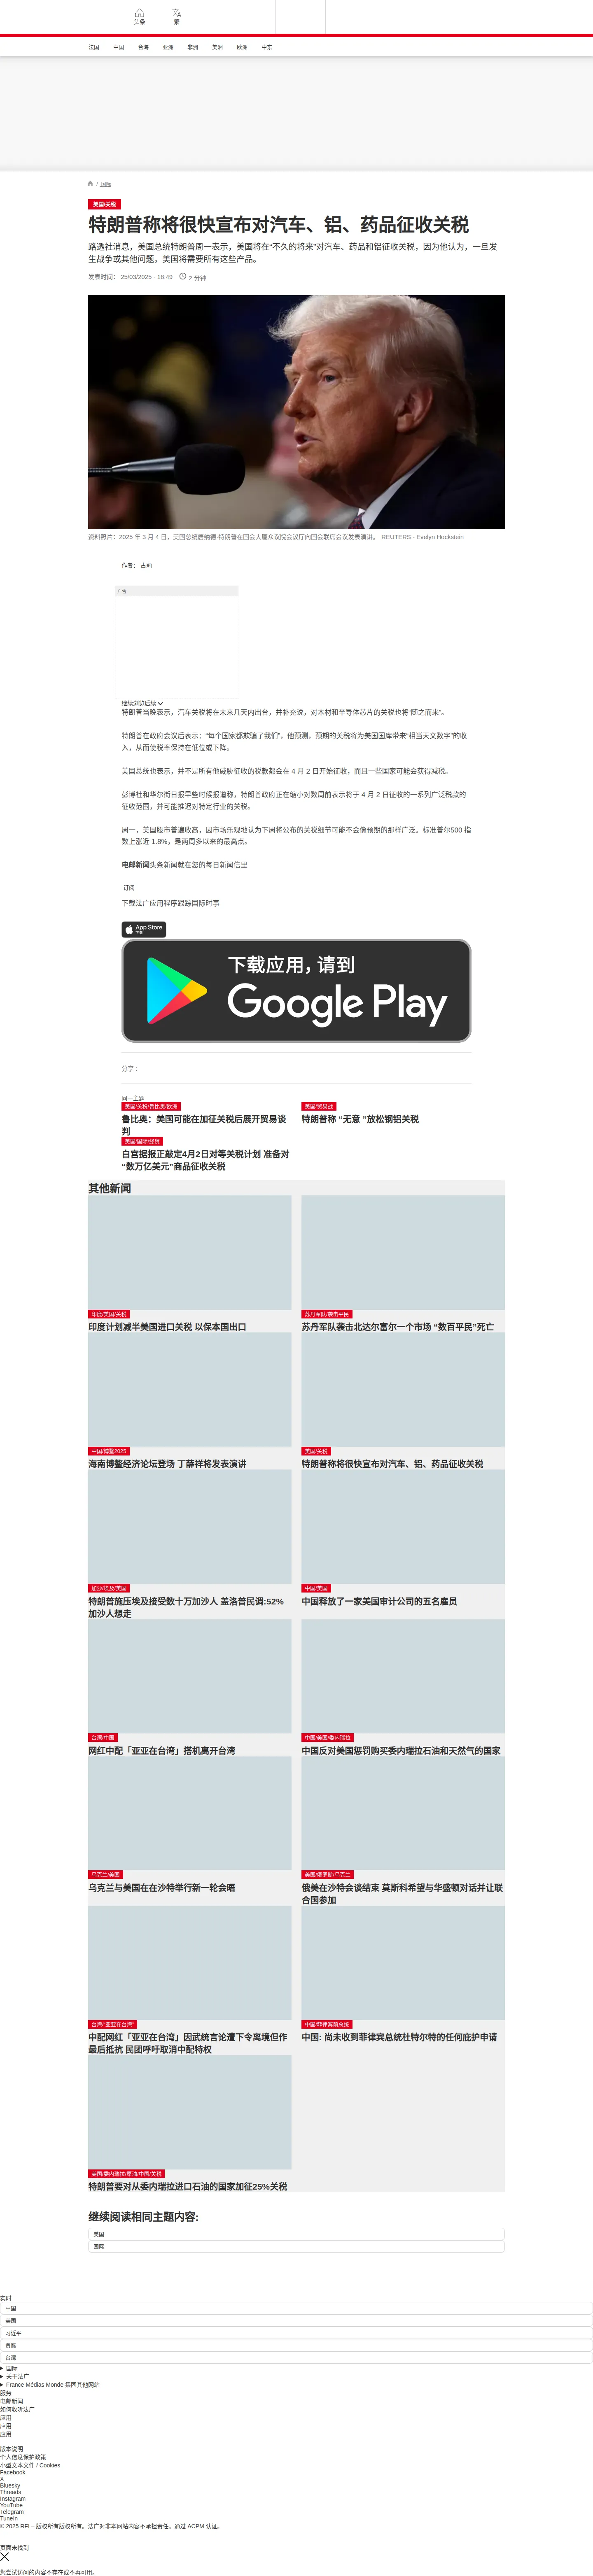 头条
繁
法国 中国 台海 亚洲 非洲 美洲 欧洲 中东
/ 国际
美国/关税
特朗普称将很快宣布对汽车、铝、药品征收关税
路透社消息，美国总统特朗普周一表示，美国将在“不久的将来”对汽车、药品和铝征收关税，因为他认为，一旦发
生战争或其他问题，美国将需要所有这些产品。
发表时间： 25/03/2025 - 18:49 2 分钟
资料照片：2025 年 3 月 4 日，美国总统唐纳德·特朗普在国会大厦众议院会议厅向国会联席会议发表演讲。 REUTERS - Evelyn Hockstein
作者： 古莉
广告
继续浏览后续
特朗普当晚表示，汽车关税将在未来几天内出台，并补充说，对木材和半导体芯片的关税也将“随之而来”。
特朗普在政府会议后表示：“每个国家都欺骗了我们”，他预测，预期的关税将为美国国库带来“相当天文数字”的收
入，从而使税率保持在低位或下降。
美国总统也表示，并不是所有他威胁征收的税款都会在 4 月 2 日开始征收，而且一些国家可能会获得减税。
彭博社和华尔街日报早些时候报道称，特朗普政府正在缩小对数周前表示将于 4 月 2 日征收的一系列广泛税款的
征收范围，并可能推迟对特定行业的关税。
周一，美国股市普遍收高，因市场乐观地认为下周将公布的关税细节可能不会像预期的那样广泛。标准普尔500 指
数上涨近 1.8%，是两周多以来的最高点。
电邮新闻头条新闻就在您的每日新闻信里
订阅
下载法广应用程序跟踪国际时事
App Store
下载
下载应用，请到
Google Play
分享：
同一主题
美国/关税/鲁比奥/欧洲
鲁比奥：美国可能在加征关税后展开贸易谈
判
美国/贸易战
特朗普称 “无意 ”放松钢铝关税
美国/国际/经贸
白宫据报正敲定4月2日对等关税计划 准备对
“数万亿美元”商品征收关税
其他新闻
印度/美国/关税
印度计划减半美国进口关税 以保本国出口
苏丹军队/袭击平民
苏丹军队袭击北达尔富尔一个市场 “数百平民”死亡
中国/博鳌2025
海南博鳌经济论坛登场 丁薛祥将发表演讲
美国/关税
特朗普称将很快宣布对汽车、铝、药品征收关税
加沙/埃及/美国
特朗普施压埃及接受数十万加沙人 盖洛普民调:52%
加沙人想走
中国/美国
中国释放了一家美国审计公司的五名雇员
台湾/中国
网红中配「亚亚在台湾」搭机离开台湾
中国/美国/委内瑞拉
中国反对美国惩罚购买委内瑞拉石油和天然气的国家
乌克兰/美国
乌克兰与美国在在沙特举行新一轮会晤
美国/俄罗斯/乌克兰
俄美在沙特会谈结束 莫斯科希望与华盛顿对话并让联
合国参加
台湾/“亚亚在台湾”
中配网红「亚亚在台湾」因武统言论遭下令离境但作
最后抵抗 民团呼吁取消中配特权
中国/菲律宾前总统
中国: 尚未收到菲律宾总统杜特尔特的任何庇护申请
美国/委内瑞拉/原油/中国/关税
特朗普要对从委内瑞拉进口石油的国家加征25%关税
继续阅读相同主题内容:
美国
国际
实时
中国
美国
习近平
贪腐
台湾
国际
关于法广
France Médias Monde 集团其他网站
服务
电邮新闻
如何收听法广
应用
应用
应用
版本说明
个人信息保护政策
小型文本文件 / Cookies
Facebook
X
Bluesky
Threads
Instagram
YouTube
Telegram
TuneIn
© 2025 RFI – 版权所有版权所有。法广对非本网站内容不承担责任。通过 ACPM 认证。
页面未找到
您尝试访问的内容不存在或不再可用。